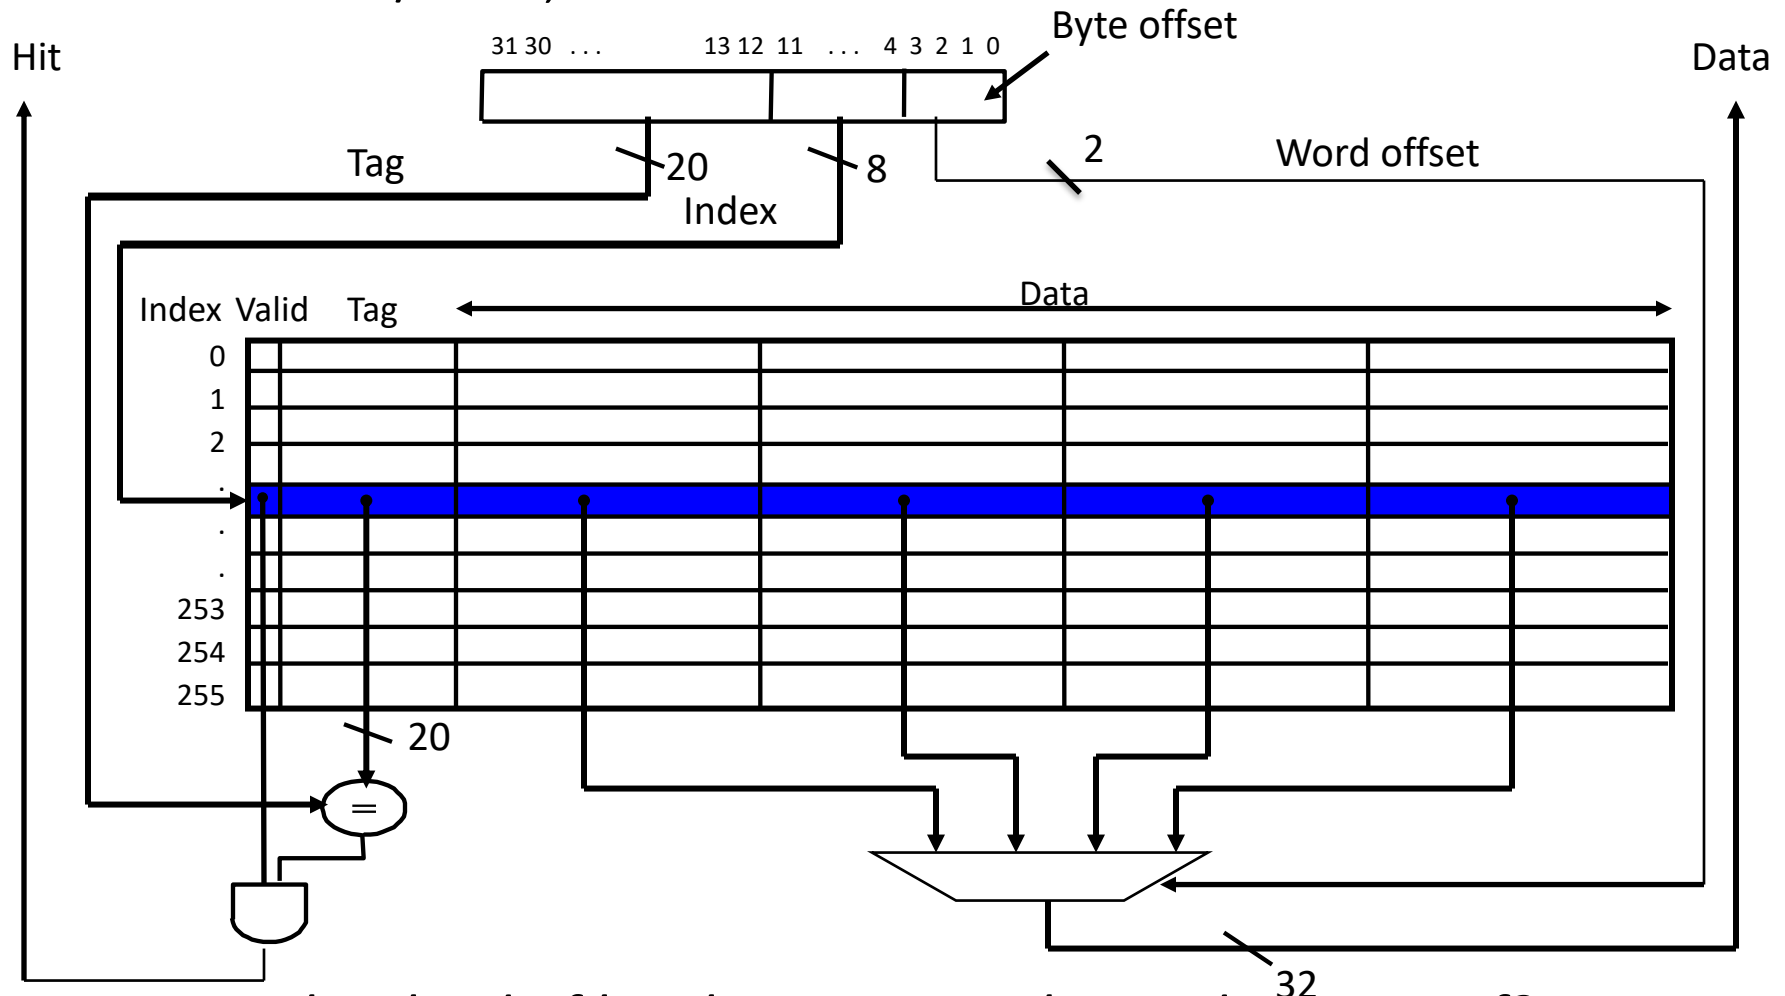 Byte offset
31 30 . . . 13 12 11 . . . 4 3 2 1 0
Hit
Data
Tag
20
8
2
Word offset
Index
Index Valid Tag
Data
0
1
2
.
.
.
253
254
255
20
=
32